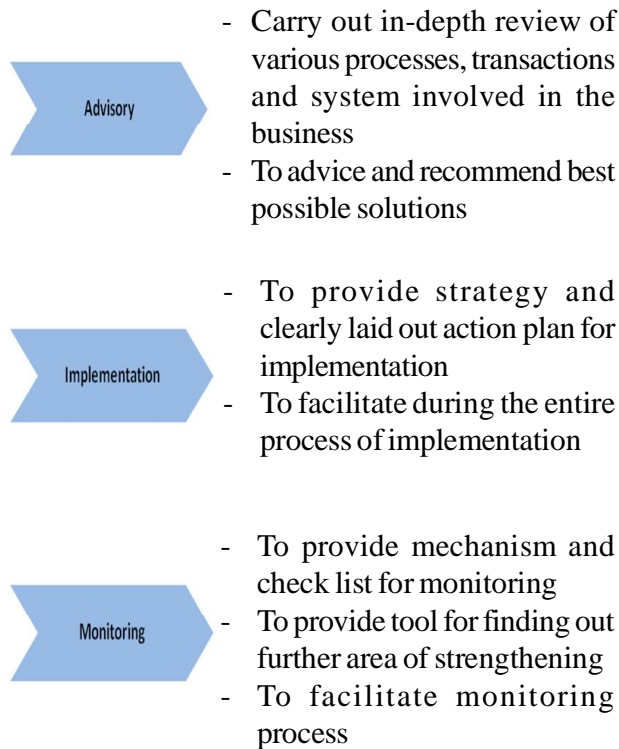 Advisory
- Carry out in-depth review of
various processes, transactions
and system involved in the
business
- To advice and recommend best
possible solutions
Implementation
- To provide strategy and
clearly laid out action plan for
implementation
- To facilitate during the entire
process of implementation
Monitoring
- To provide mechanism and
check list for monitoring
- To provide tool for finding out
further area of strengthening
- To facilitate monitoring
process